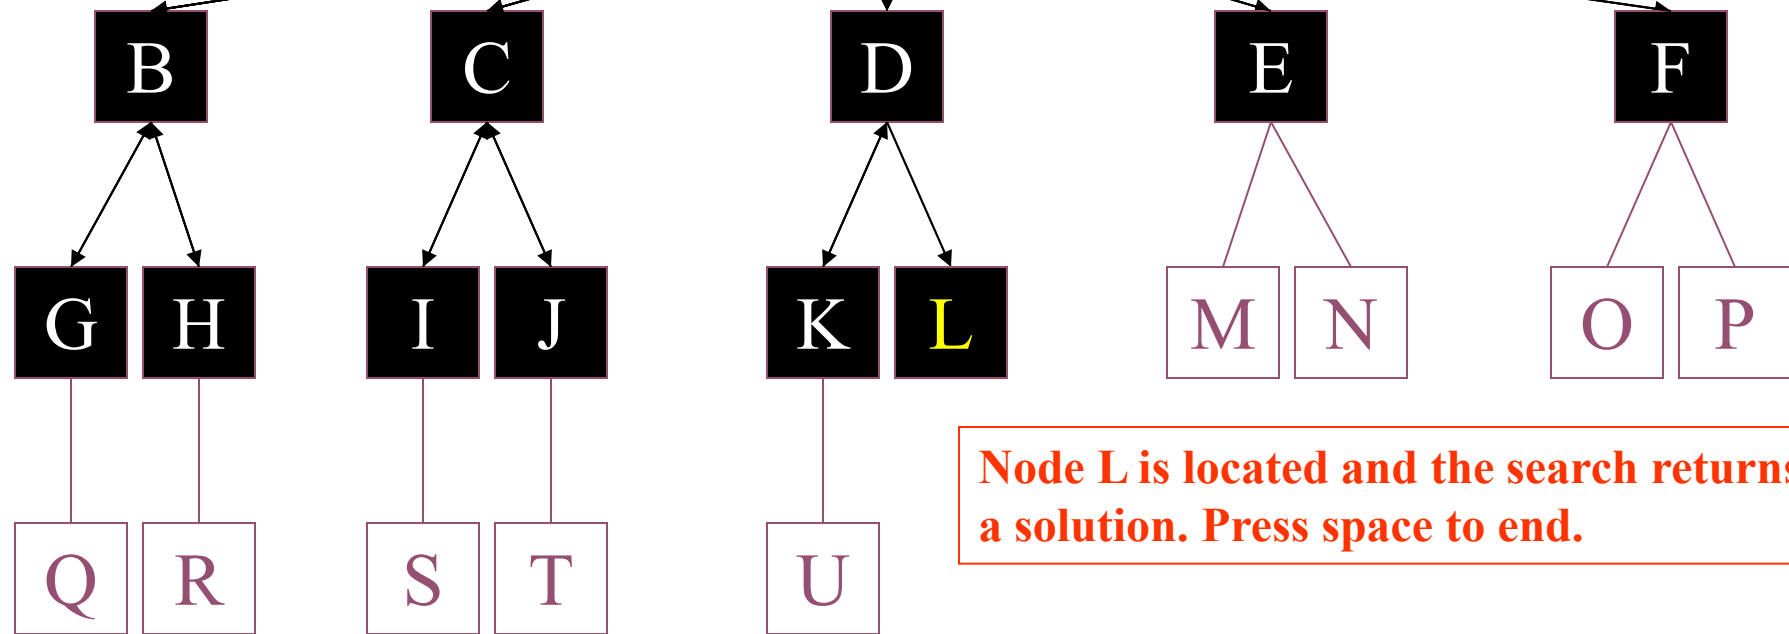 B C D E F
G H I J K L M N O P
Node L is located and the search returns
a solution. Press space to end.
Q R S T U